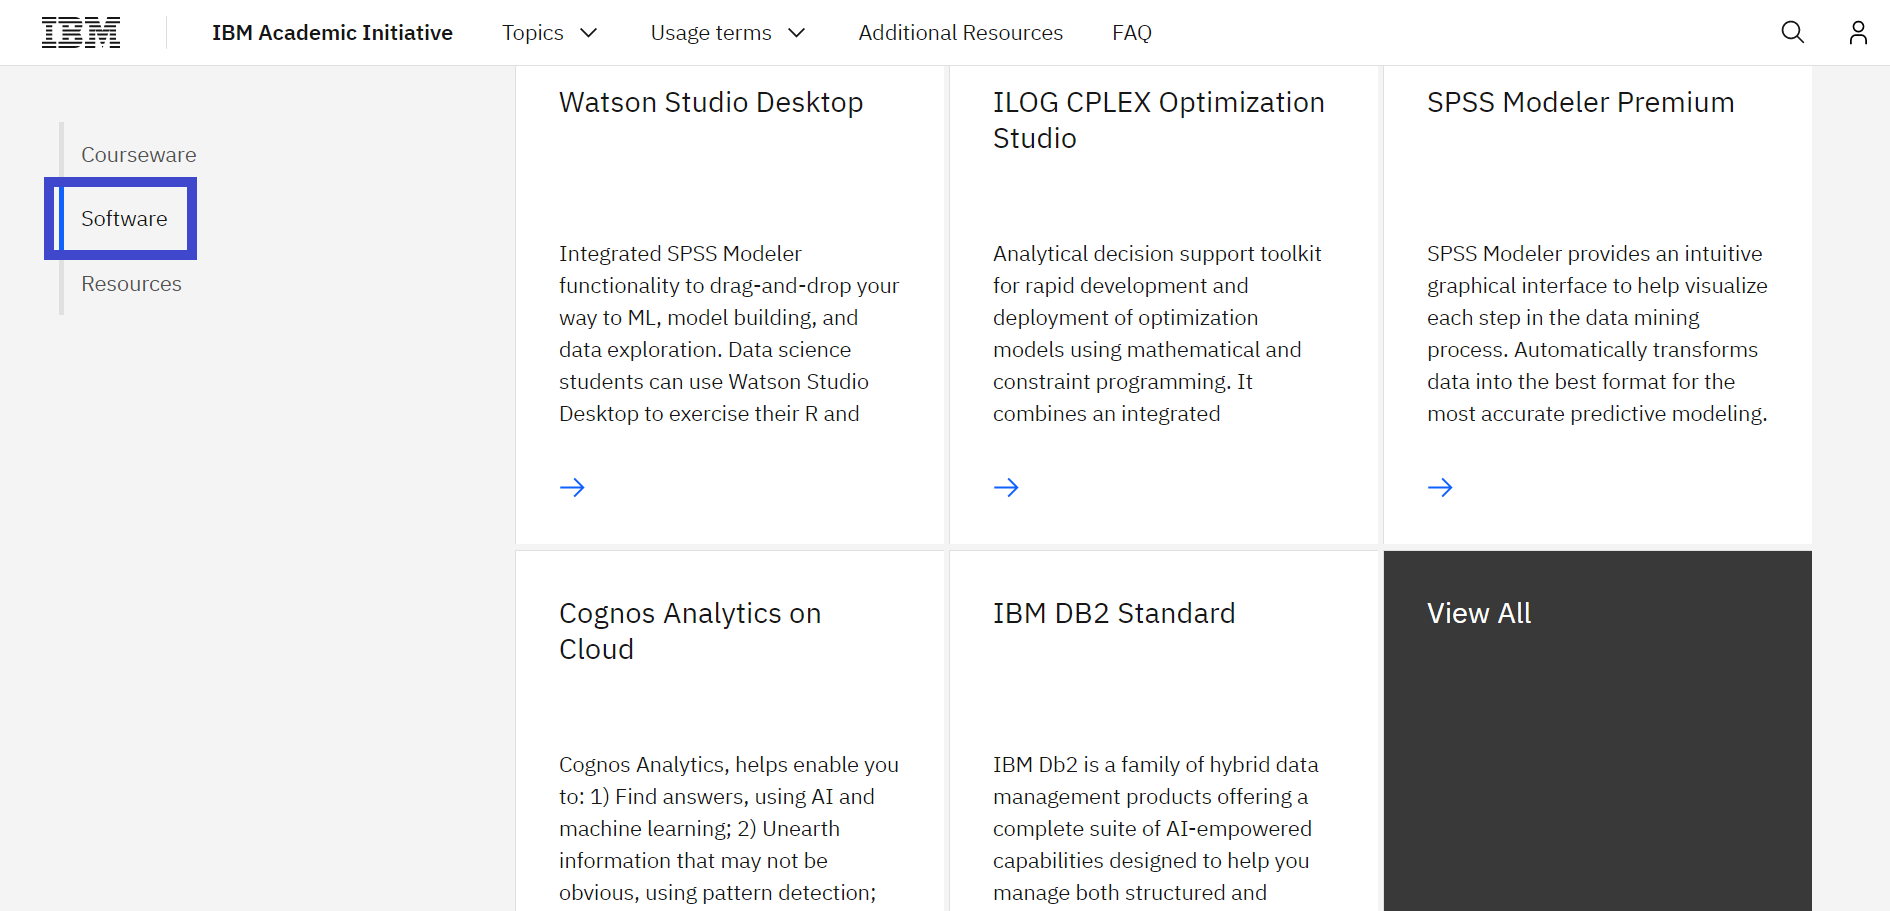 IBM IBM Academic Initiative Topics Usage terms Additional Resources FAQ
Courseware
Software
Resources
Watson Studio Desktop
Integrated SPSS Modeler
functionality to drag-and-drop your
way to ML, model building, and
data exploration. Data science
students can use Watson Studio
Desktop to exercise their R and
ILOG CPLEX Optimization
Studio
Analytical decision support toolkit
for rapid development and
deployment of optimization
models using mathematical and
constraint programming. It
combines an integrated
SPSS Modeler Premium
SPSS Modeler provides an intuitive
graphical interface to help visualize
each step in the data mining
process. Automatically transforms
data into the best format for the
most accurate predictive modeling.
Cognos Analytics on
Cloud
Cognos Analytics, helps enable you
to: 1) Find answers, using AI and
machine learning; 2) Unearth
information that may not be
obvious, using pattern detection;
IBM DB2 Standard
IBM Db2 is a family of hybrid data
management products offering a
complete suite of AI-empowered
capabilities designed to help you
manage both structured and
View All